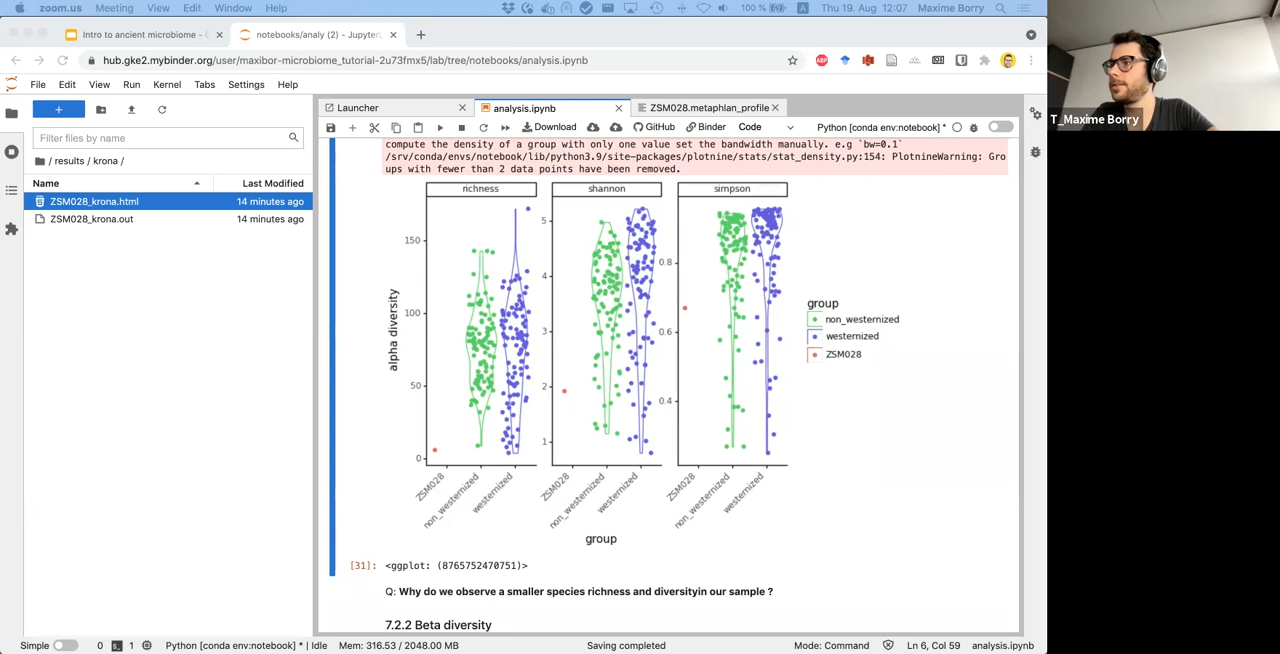 zoom.us Meeting View Edit Window Help 100 % Thu 19. Aug 12:07 Maxime Borry
Intro to ancient microbiome - notebooks/analy (2) - Jupyter
hub.gke2.mybinder.org/user/maxibor-microbiome_tutorial-2u73fmx5/lab/tree/notebooks/analysis.ipynb
File Edit View Run Kernel Tabs Settings Help
Launcher analysis.ipynb ZSM028.metaphlan_profile
Download GitHub Binder Code Python [conda env:notebook] *
Filter files by name
/ results / krona /
Name Last Modified
ZSM028_krona.html 14 minutes ago
ZSM028_krona.out 14 minutes ago
compute the density of a group with only one value set the bandwidth manually. e.g `bw=0.1`
/srv/conda/envs/notebook/lib/python3.9/site-packages/plotnine/stats/stat_density.py:154: PlotnineWarning: Gro
ups with fewer than 2 data points have been removed.
richness shannon simpson
150
100
50
0
5
4
3
2
1
0.8
0.6
0.4
alpha diversity
ZSM028 non_westernized westernized
ZSM028 non_westernized westernized
ZSM028 non_westernized westernized
group
group
non_westernized
westernized
ZSM028
[31]: <ggplot: (8765752470751)>
Q: Why do we observe a smaller species richness and diversityin our sample ?
7.2.2 Beta diversity
Simple 0 1 Python [conda env:notebook] * | Idle Mem: 316.53 / 2048.00 MB Saving completed Mode: Command Ln 6, Col 59 analysis.ipynb
T_Maxime Borry